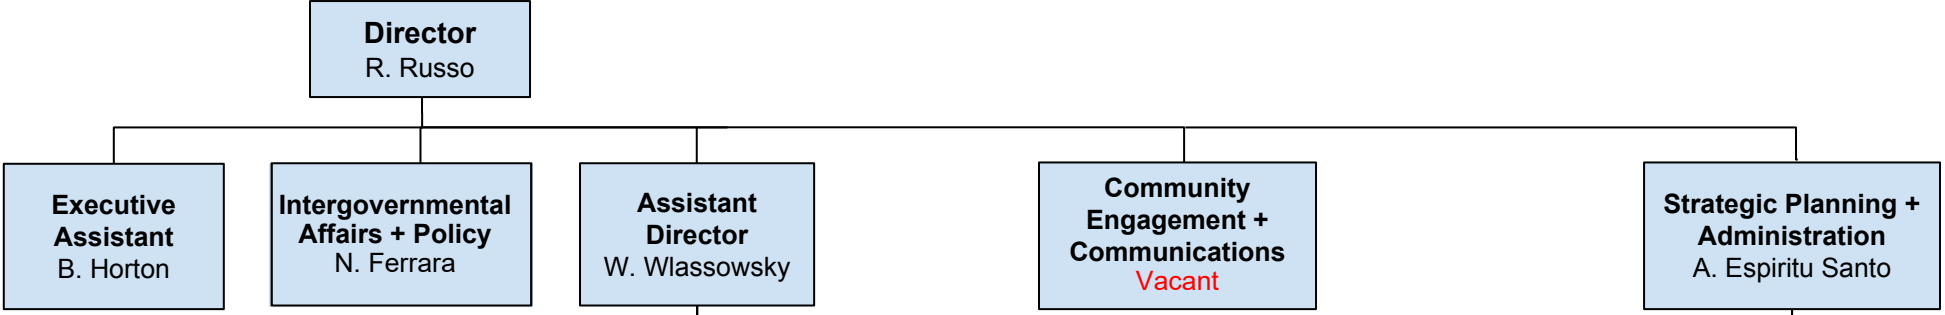 Director
R. Russo
Executive
Assistant
B. Horton
Intergovernmental
Affairs + Policy
N. Ferrara
Assistant
Director
W. Wlassowsky
Community
Engagement +
Communications
Vacant
Strategic Planning +
Administration
A. Espiritu Santo